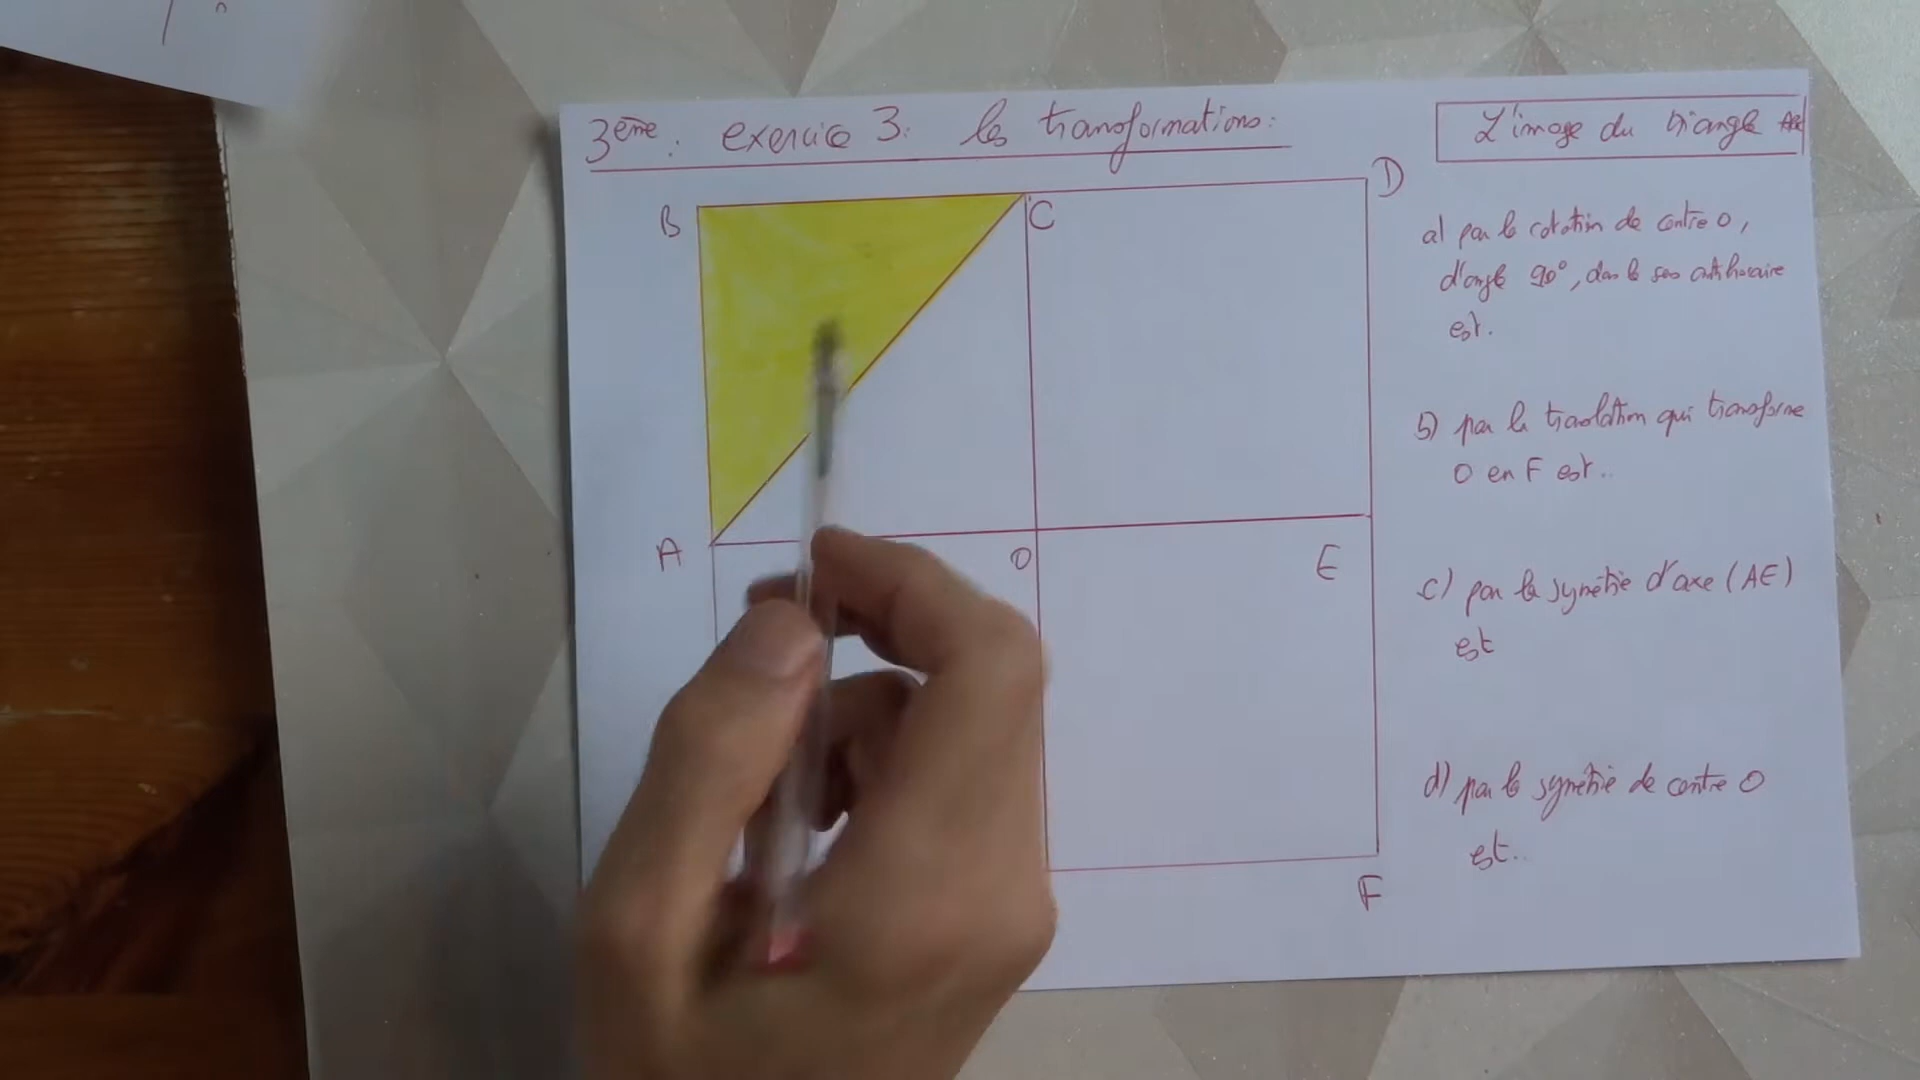 3ème : exercice 3. les transformations :
L'image du triangle ABC
B
C
D
A
O
E
F
a) par la rotation de centre O,
d'angle 90°, dans le sens antihoraire
est.
b) par la translation qui transforme
O en F est..
c) par la symétrie d'axe (AE)
est
d) par la symétrie de centre O
est..